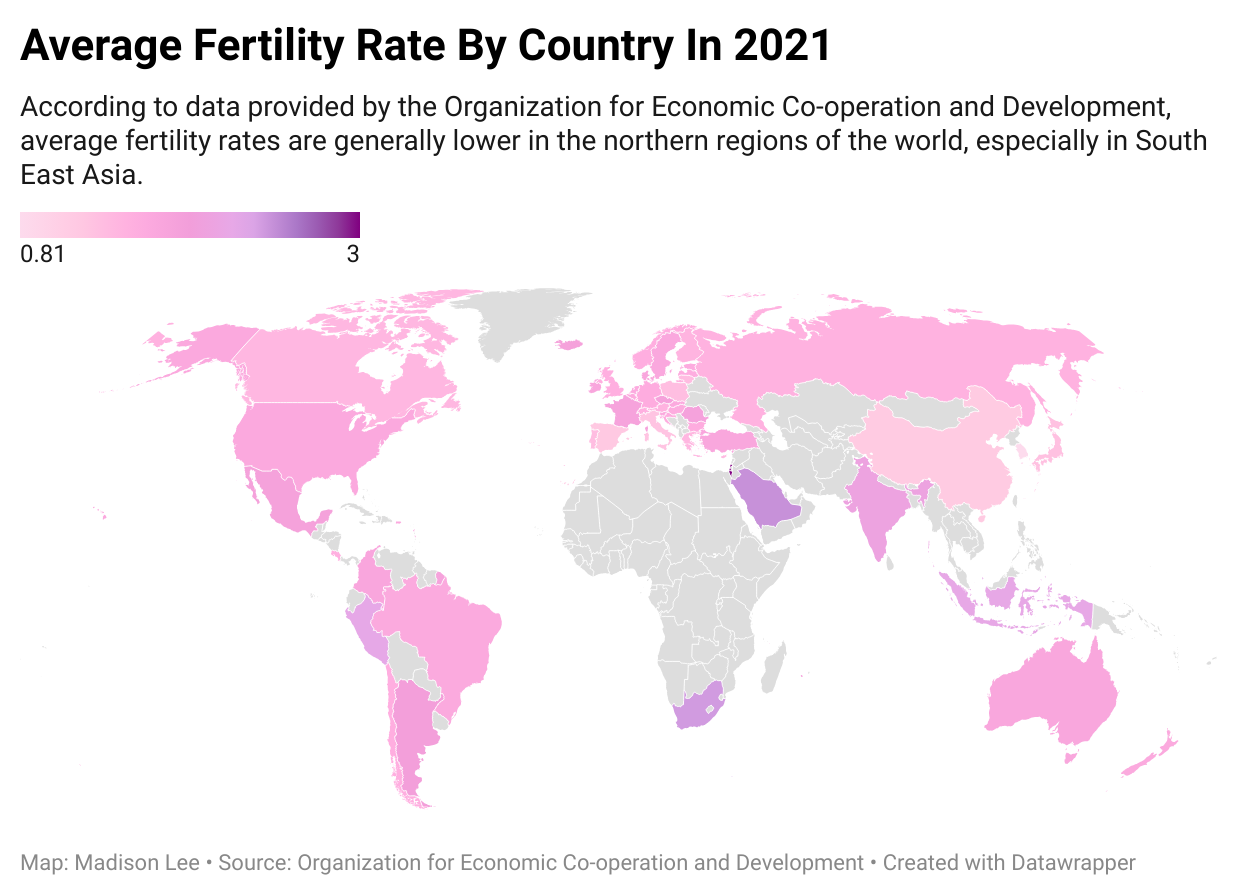 Average Fertility Rate By Country In 2021
According to data provided by the Organization for Economic Co-operation and Development,
average fertility rates are generally lower in the northern regions of the world, especially in South
East Asia.
0.81 3
Map: Madison Lee • Source: Organization for Economic Co-operation and Development • Created with Datawrapper